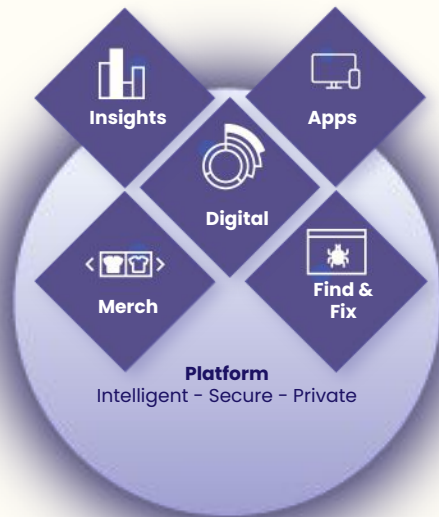 Insights
Apps
Digital
Merch
Find &
Fix
Platform
Intelligent - Secure - Private